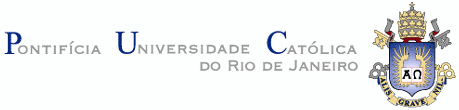 PONTIFÍCIA UNIVERSIDADE CATÓLICA
DO RIO DE JANEIRO
ΑΩ
ALIS GRAVE NIL